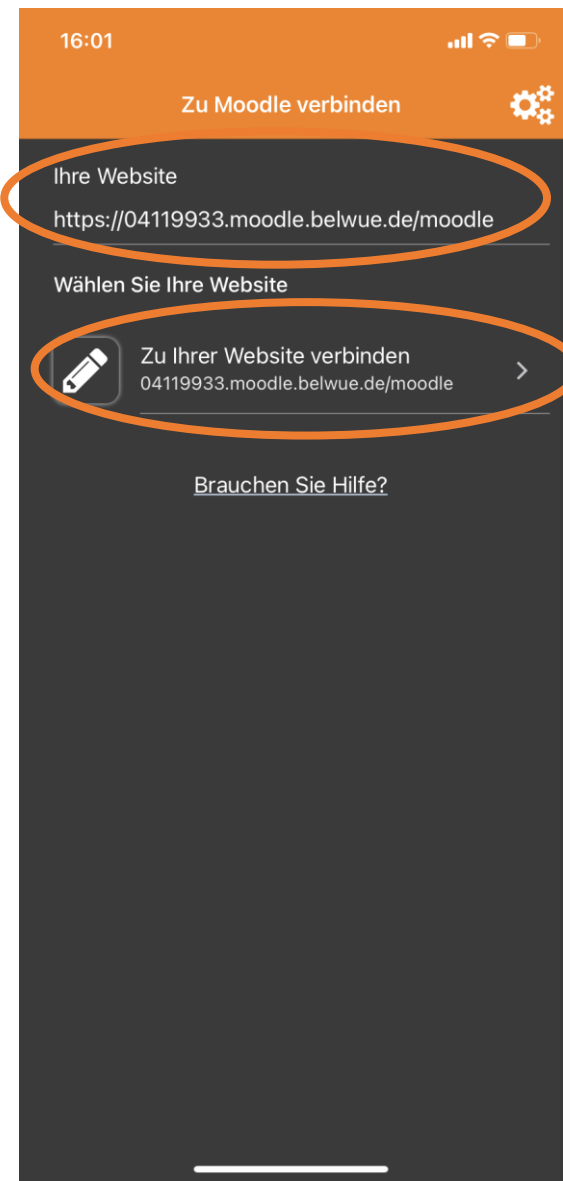 16:01
Zu Moodle verbinden
Ihre Website
https://04119933.moodle.belwue.de/moodle
Wählen Sie Ihre Website
Zu Ihrer Website verbinden
04119933.moodle.belwue.de/moodle
Brauchen Sie Hilfe?